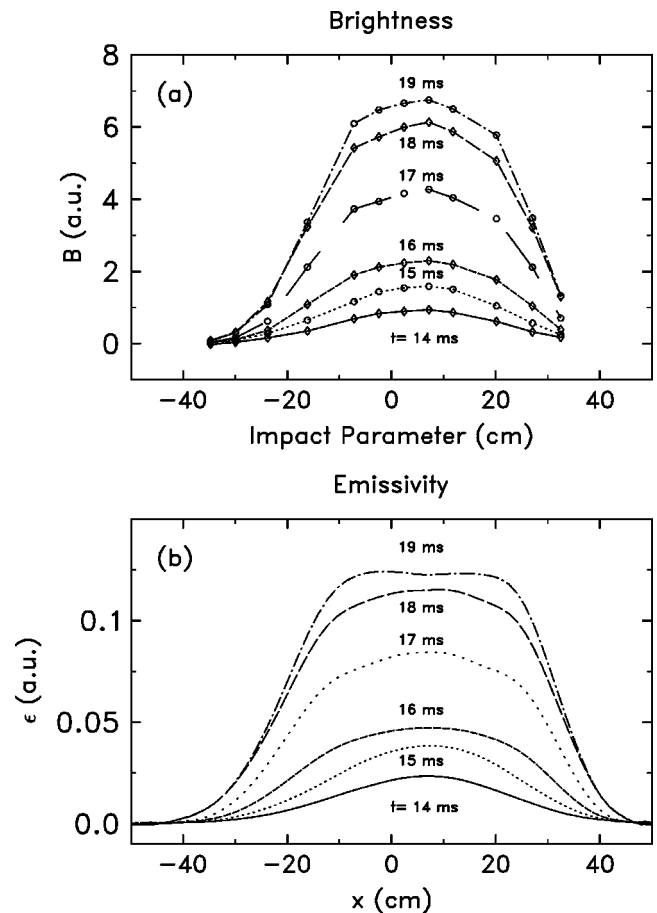 Brightness
(a)
8
6
4
2
0
B (a.u.)
19 ms
18 ms
17 ms
16 ms
15 ms
t= 14 ms
−40 −20 0 20 40
Impact Parameter (cm)
Emissivity
(b)
0.1
0.05
0.0
ϵ (a.u.)
19 ms
18 ms
17 ms
16 ms
15 ms
t= 14 ms
−40 −20 0 20 40
x (cm)